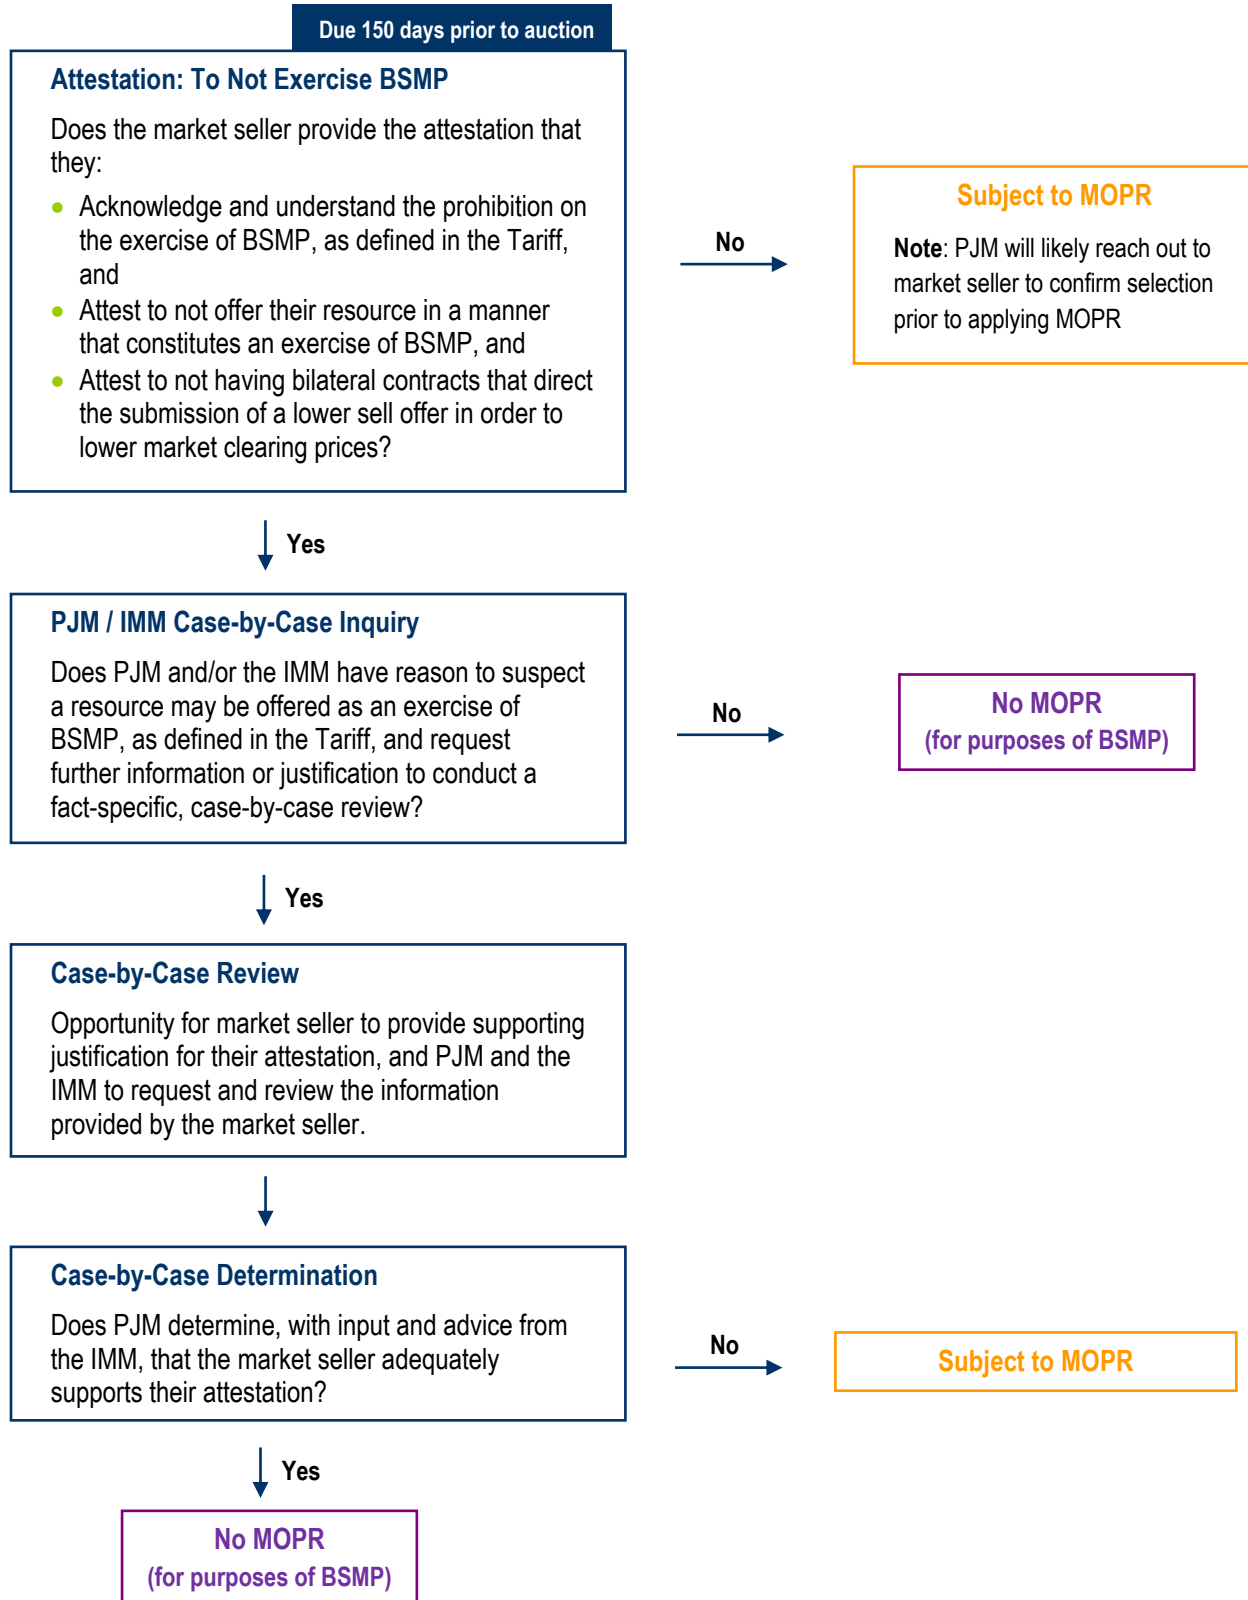 Due 150 days prior to auction
Attestation: To Not Exercise BSMP
Does the market seller provide the attestation that
they:
• Acknowledge and understand the prohibition on
the exercise of BSMP, as defined in the Tariff,
and
• Attest to not offer their resource in a manner
that constitutes an exercise of BSMP, and
• Attest to not having bilateral contracts that direct
the submission of a lower sell offer in order to
lower market clearing prices?
No
Subject to MOPR
Note: PJM will likely reach out to
market seller to confirm selection
prior to applying MOPR
Yes
PJM / IMM Case-by-Case Inquiry
Does PJM and/or the IMM have reason to suspect
a resource may be offered as an exercise of
BSMP, as defined in the Tariff, and request
further information or justification to conduct a
fact-specific, case-by-case review?
No
No MOPR
(for purposes of BSMP)
Yes
Case-by-Case Review
Opportunity for market seller to provide supporting
justification for their attestation, and PJM and the
IMM to request and review the information
provided by the market seller.
Case-by-Case Determination
Does PJM determine, with input and advice from
the IMM, that the market seller adequately
supports their attestation?
No
Subject to MOPR
Yes
No MOPR
(for purposes of BSMP)